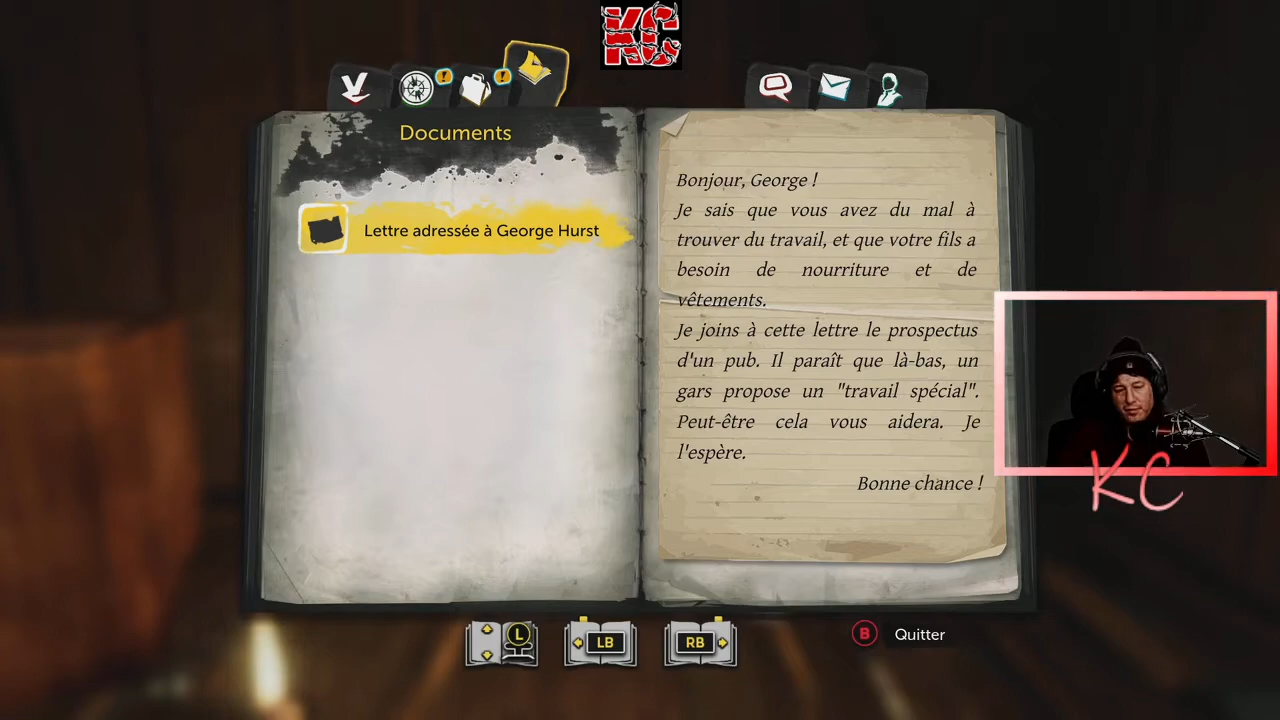 KC
Documents
Lettre adressée à George Hurst
Bonjour, George !
Je sais que vous avez du mal à
trouver du travail, et que votre fils a
besoin de nourriture et de
vêtements.
Je joins à cette lettre le prospectus
d'un pub. Il paraît que là-bas, un
gars propose un "travail spécial".
Peut-être cela vous aidera. Je
l'espère.
Bonne chance !
KC
L
LB
RB
B Quitter